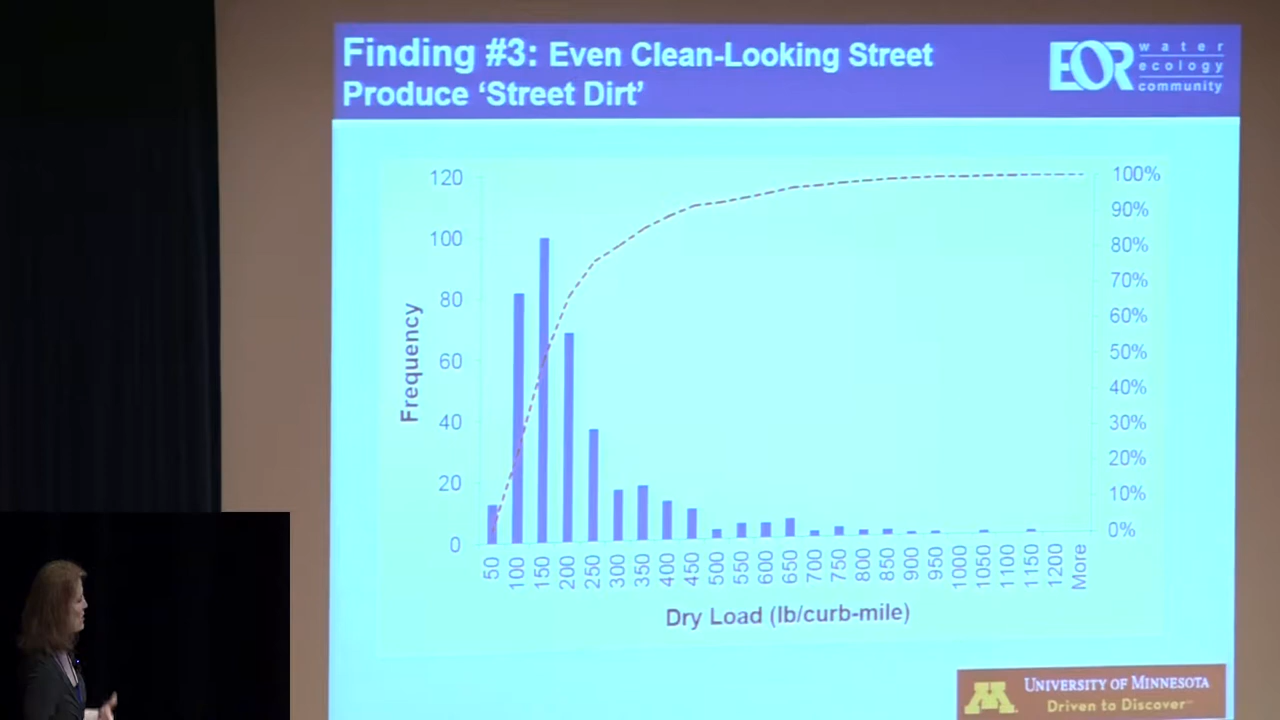 Finding #3: Even Clean-Looking Street
Produce ‘Street Dirt’
EOR
water
ecology
community
120
100
80
60
40
20
0
Frequency
100%
90%
80%
70%
60%
50%
40%
30%
20%
10%
0%
50 100 150 200 250 300 350 400 450 500 550 600 650 700 750 800 850 900 950 1000 1050 1100 1150 1200 More
Dry Load (lb/curb-mile)
M
UNIVERSITY OF MINNESOTA
Driven to Discover℠